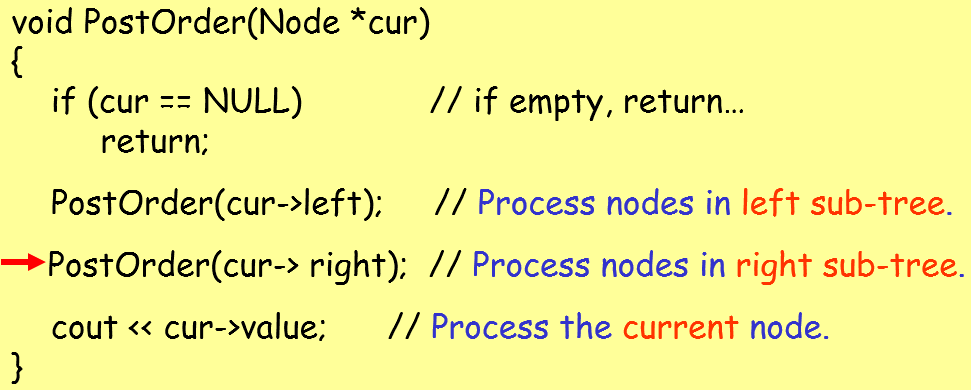 void PostOrder(Node *cur)
{
if (cur == NULL) // if empty, return…
return;
PostOrder(cur->left); // Process nodes in left sub-tree.
PostOrder(cur-> right); // Process nodes in right sub-tree.
cout << cur->value; // Process the current node.
}